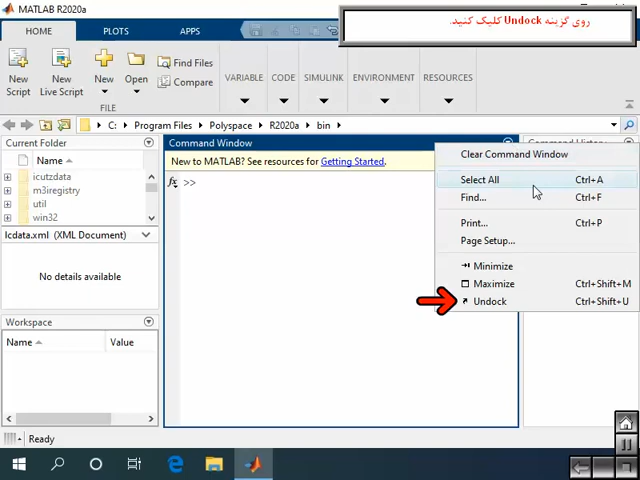 MATLAB R2020a
روی گزینه Undock کلیک کنید.
HOME
PLOTS
APPS
New Script
New Live Script
New
Open
Find Files
Compare
VARIABLE
CODE
SIMULINK
ENVIRONMENT
RESOURCES
FILE
C: Program Files Polyspace R2020a bin
Current Folder
Name
icutzdata
m3iregistry
util
win32
lcdata.xml (XML Document)
No details available
Workspace
Name
Value
Command Window
New to MATLAB? See resources for Getting Started.
fx >>
Clear Command Window
Select All Ctrl+A
Find... Ctrl+F
Print... Ctrl+P
Page Setup...
Minimize
Maximize Ctrl+Shift+M
Undock Ctrl+Shift+U
Ready